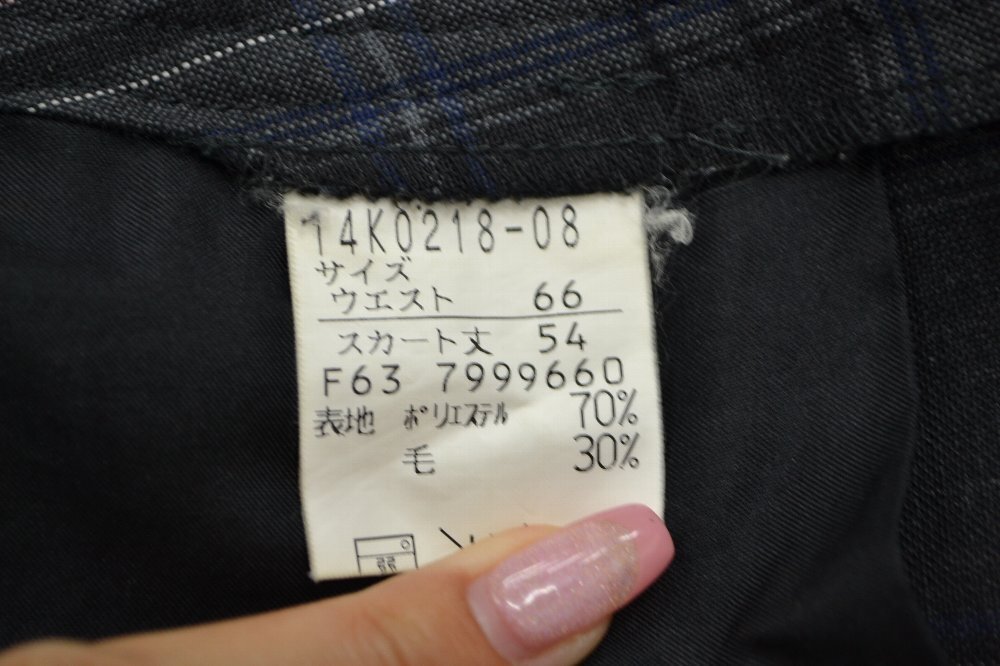 14K0218-08
サイズ
ウエスト 66
スカート丈 54
F63 7999660
表地 ポリエステル 70%
毛 30%
弱